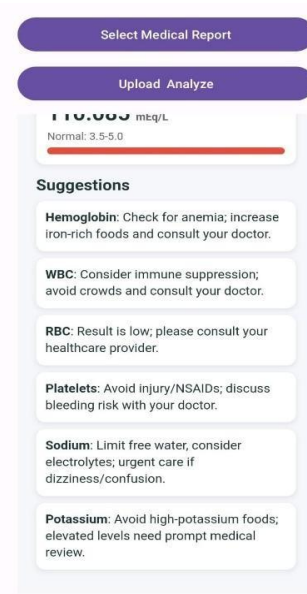 Select Medical Report
Upload Analyze
mEq/L
Normal: 3.5-5.0
Suggestions
Hemoglobin: Check for anemia; increase
iron-rich foods and consult your doctor.
WBC: Consider immune suppression;
avoid crowds and consult your doctor.
RBC: Result is low; please consult your
healthcare provider.
Platelets: Avoid injury/NSAIDs; discuss
bleeding risk with your doctor.
Sodium: Limit free water, consider
electrolytes; urgent care if
dizziness/confusion.
Potassium: Avoid high-potassium foods;
elevated levels need prompt medical
review.